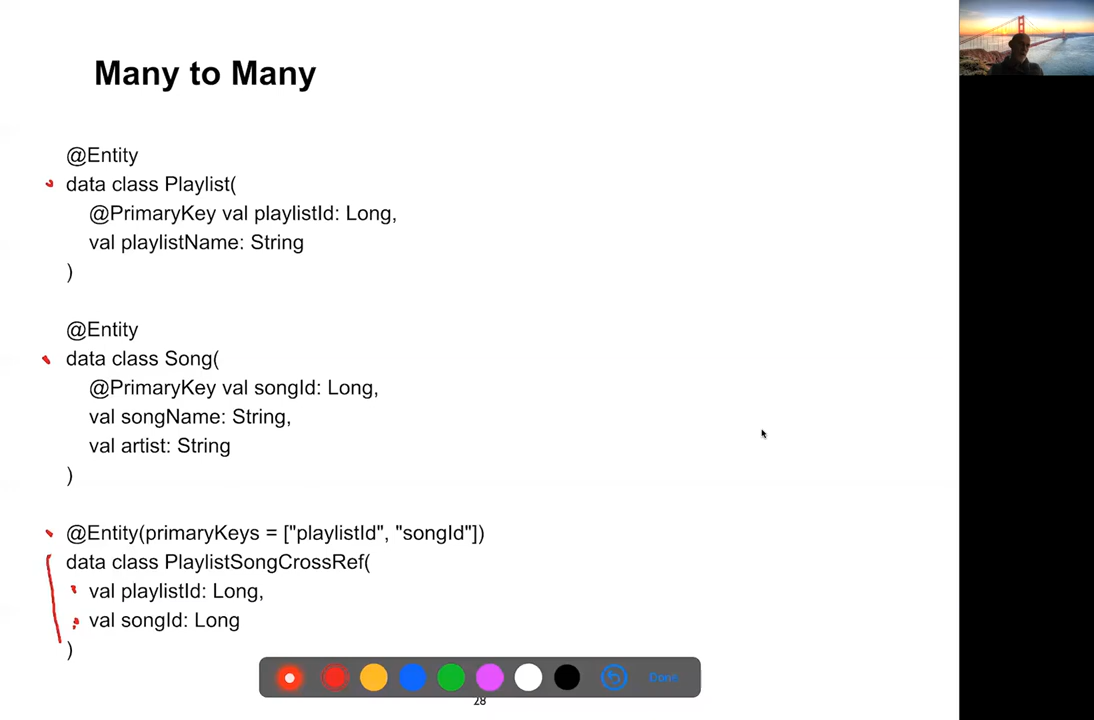 Many to Many
@Entity
data class Playlist(
@PrimaryKey val playlistId: Long,
val playlistName: String
)
@Entity
data class Song(
@PrimaryKey val songId: Long,
val songName: String,
val artist: String
)
@Entity(primaryKeys = ["playlistId", "songId"])
data class PlaylistSongCrossRef(
val playlistId: Long,
val songId: Long
)
Done
28